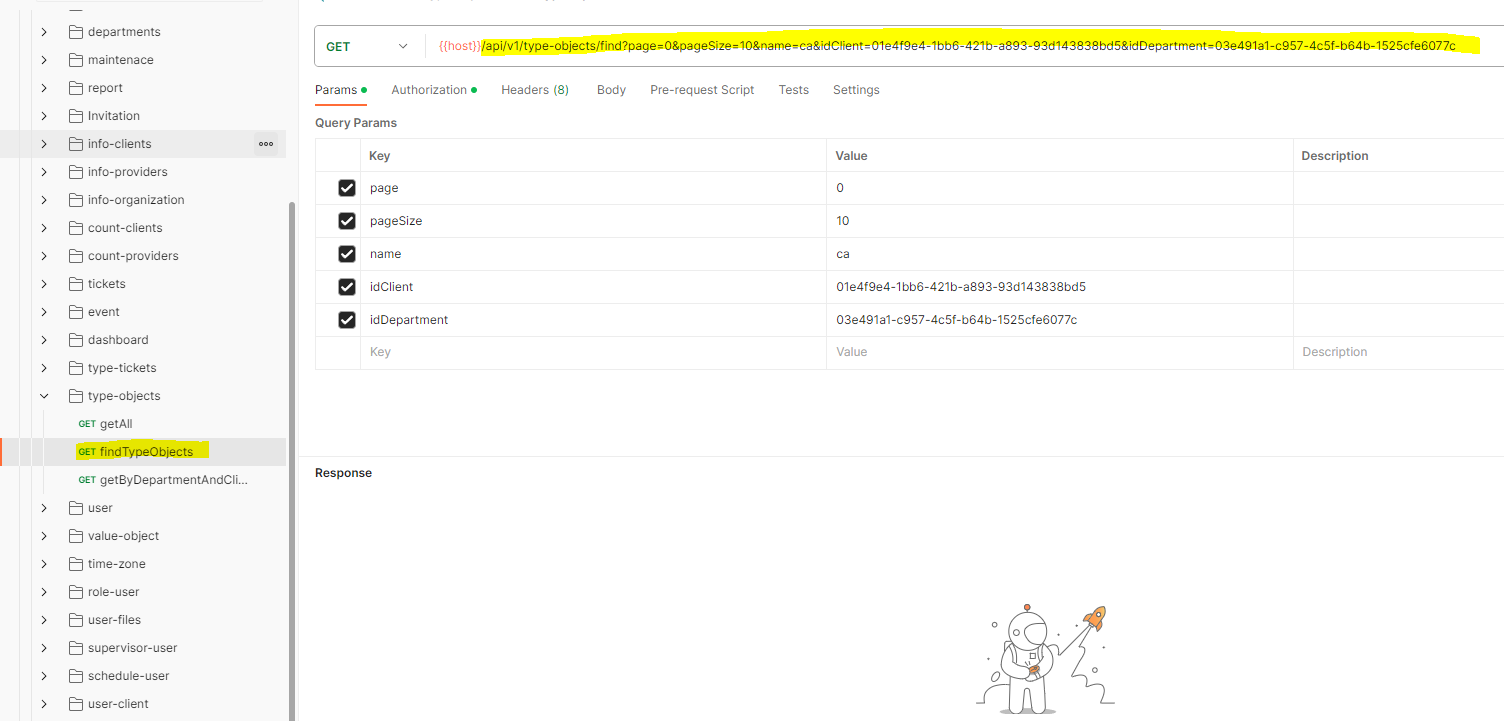 departments
maintenace
report
Invitation
info-clients
info-providers
info-organization
count-clients
count-providers
tickets
event
dashboard
type-tickets
type-objects
GET getAll
GET findTypeObjects
GET getByDepartmentAndCli...
user
value-object
time-zone
role-user
user-files
supervisor-user
schedule-user
user-client
GET {{host}}/api/v1/type-objects/find?page=0&pageSize=10&name=ca&idClient=01e4f9e4-1bb6-421b-a893-93d143838bd5&idDepartment=03e491a1-c957-4c5f-b64b-1525cfe6077c
Params Authorization Headers (8) Body Pre-request Script Tests Settings
Query Params
Key Value Description
page 0
pageSize 10
name ca
idClient 01e4f9e4-1bb6-421b-a893-93d143838bd5
idDepartment 03e491a1-c957-4c5f-b64b-1525cfe6077c
Key Value Description
Response